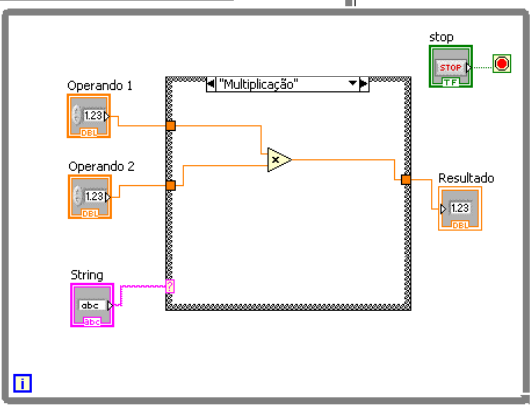 stop
STOP
TF
"Multiplicação"
Operando 1
1.23
DBL
Operando 2
1.23
DBL
×
Resultado
1.23
DBL
String
abc
abc
?
i